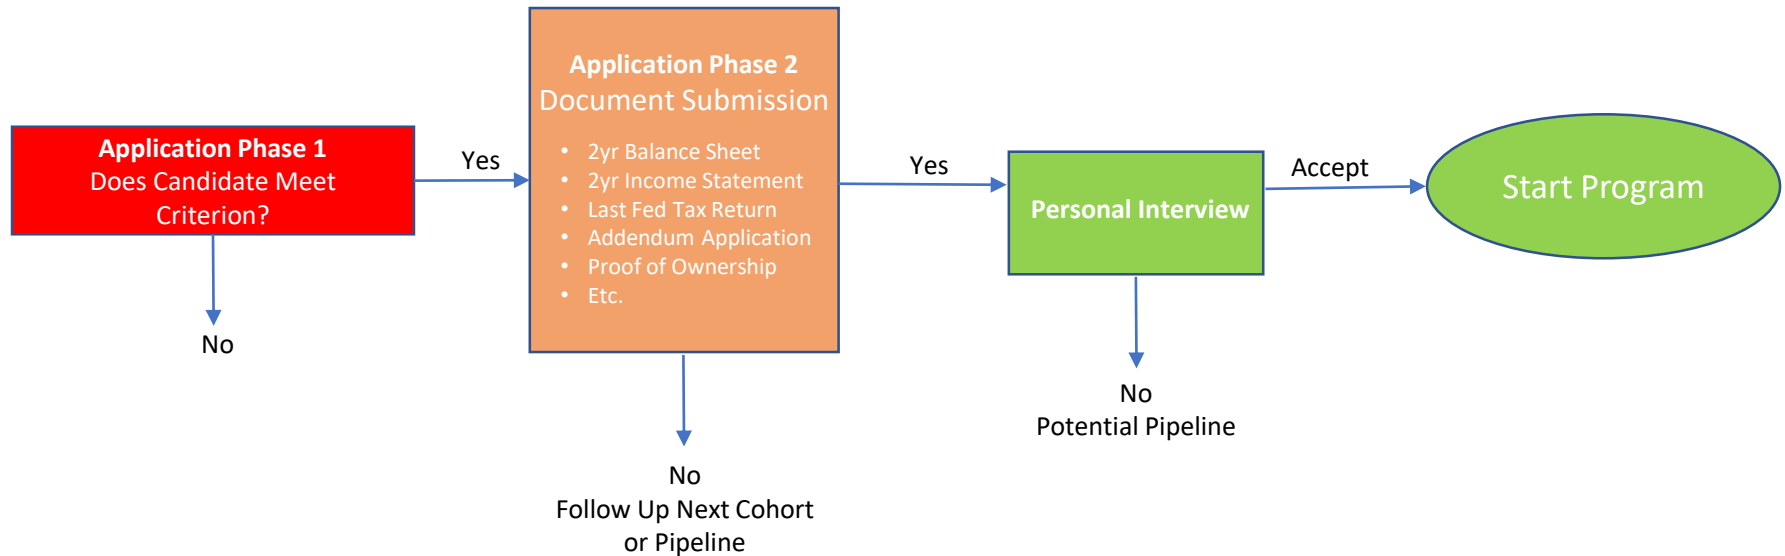 Application Phase 1
Does Candidate Meet
Criterion?
Yes
No
Application Phase 2
Document Submission
• 2yr Balance Sheet
• 2yr Income Statement
• Last Fed Tax Return
• Addendum Application
• Proof of Ownership
• Etc.
Yes
No
Follow Up Next Cohort
or Pipeline
Personal Interview
Accept
No
Potential Pipeline
Start Program